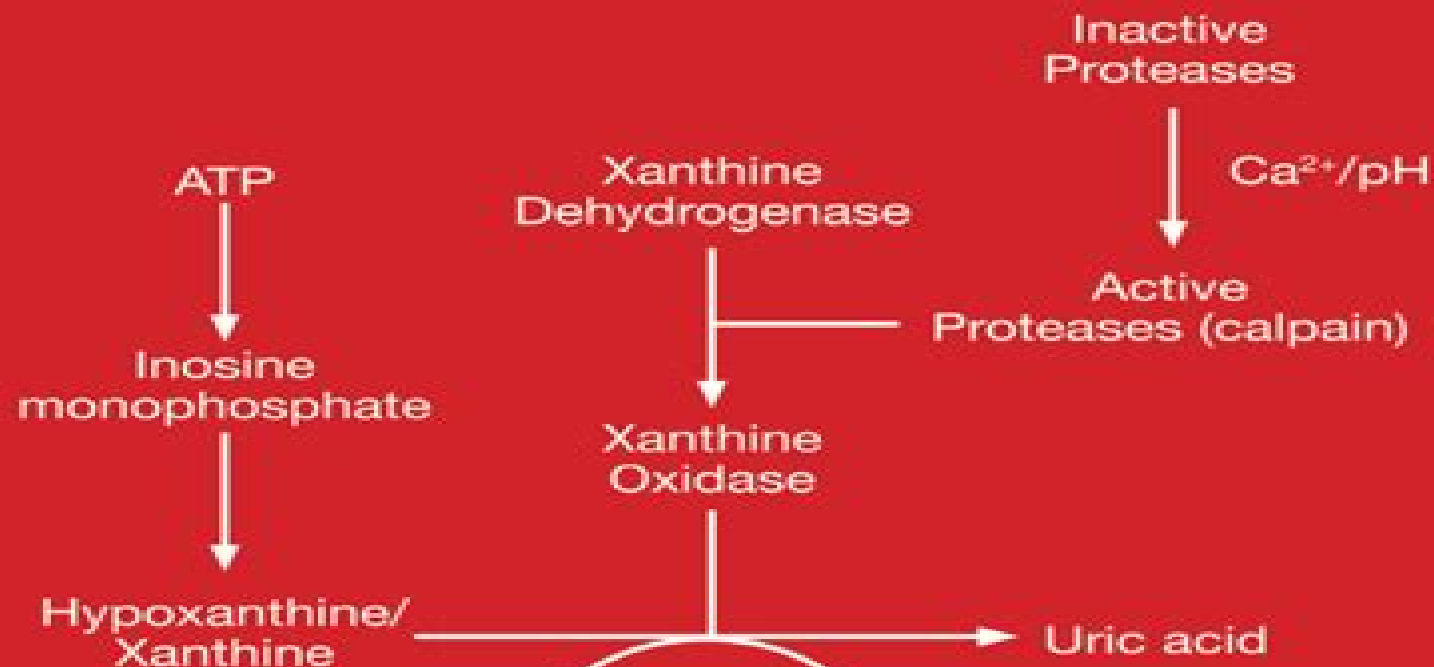 Inactive
Proteases
Ca²⁺/pH
ATP
Xanthine
Dehydrogenase
Active
Proteases (calpain)
Inosine
monophosphate
Xanthine
Oxidase
Hypoxanthine/
Xanthine
Uric acid